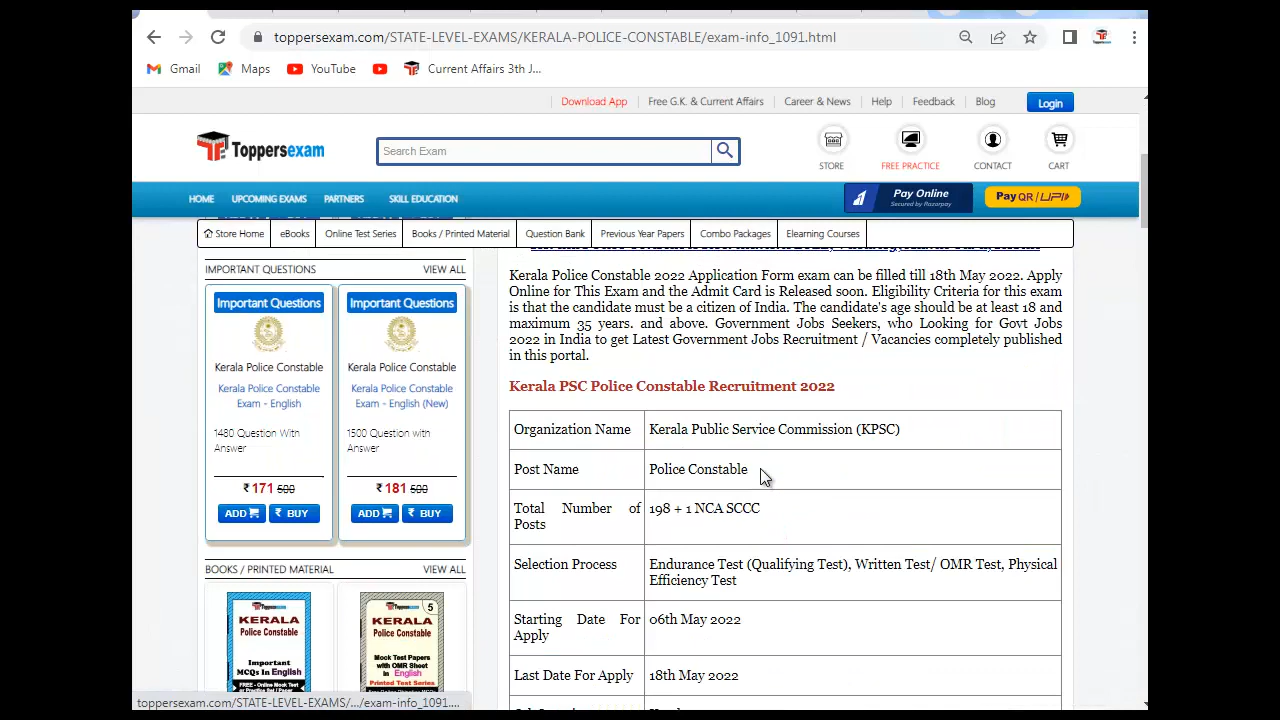 toppersexam.com/STATE-LEVEL-EXAMS/KERALA-POLICE-CONSTABLE/exam-info_1091.html
Gmail Maps YouTube Current Affairs 3th J...
Download App Free G.K. & Current Affairs Career & News Help Feedback Blog Login
Toppersexam
Search Exam
STORE FREE PRACTICE CONTACT CART
HOME UPCOMING EXAMS PARTNERS SKILL EDUCATION
Pay Online
Secured by Razorpay
Pay QR/UPI
Store Home eBooks Online Test Series Books / Printed Material Question Bank Previous Year Papers Combo Packages Elearning Courses
IMPORTANT QUESTIONS VIEW ALL
Important Questions
Kerala Police Constable
Kerala Police Constable
Exam - English
1480 Question With
Answer
₹ 171 500
ADD ₹ BUY
Important Questions
Kerala Police Constable
Kerala Police Constable
Exam - English (New)
1500 Question with
Answer
₹ 181 500
ADD ₹ BUY
BOOKS / PRINTED MATERIAL VIEW ALL
Toppersexam
KERALA
Police Constable
Important
MCQs In English
Toppersexam
5
KERALA
Police Constable
Mock Test Papers
with OMR Sheet
in English
Printed Test Series
Kerala Police Constable 2022 Application Form exam can be filled till 18th May 2022. Apply
Online for This Exam and the Admit Card is Released soon. Eligibility Criteria for this exam
is that the candidate must be a citizen of India. The candidate's age should be at least 18 and
maximum 35 years. and above. Government Jobs Seekers, who Looking for Govt Jobs
2022 in India to get Latest Government Jobs Recruitment / Vacancies completely published
in this portal.
Kerala PSC Police Constable Recruitment 2022
Organization Name Kerala Public Service Commission (KPSC)
Post Name Police Constable
Total Number of Posts 198 + 1 NCA SCCC
Selection Process Endurance Test (Qualifying Test), Written Test/ OMR Test, Physical
Efficiency Test
Starting Date For Apply 06th May 2022
Last Date For Apply 18th May 2022
toppersexam.com/STATE-LEVEL-EXAMS/.../exam-info_1091....